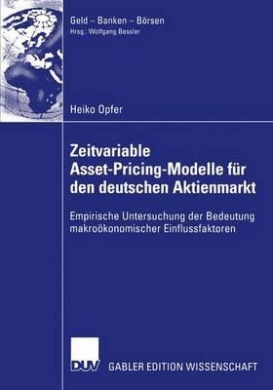 Geld – Banken – Börsen
Hrsg.: Wolfgang Bessler
Heiko Opfer
Zeitvariable
Asset-Pricing-Modelle für
den deutschen Aktienmarkt
Empirische Untersuchung der Bedeutung
makroökonomischer Einflussfaktoren
DUV
GABLER EDITION WISSENSCHAFT